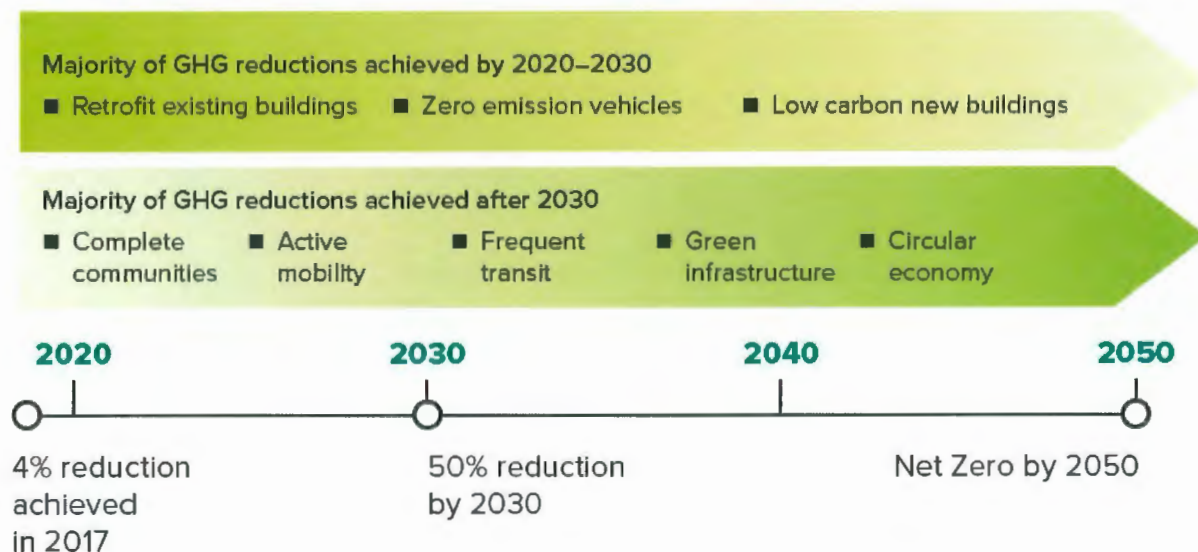 Majority of GHG reductions achieved by 2020–2030
■ Retrofit existing buildings ■ Zero emission vehicles ■ Low carbon new buildings
Majority of GHG reductions achieved after 2030
■ Complete communities
■ Active mobility
■ Frequent transit
■ Green infrastructure
■ Circular economy
2020 2030 2040 2050
4% reduction
achieved
in 2017
50% reduction
by 2030
Net Zero by 2050